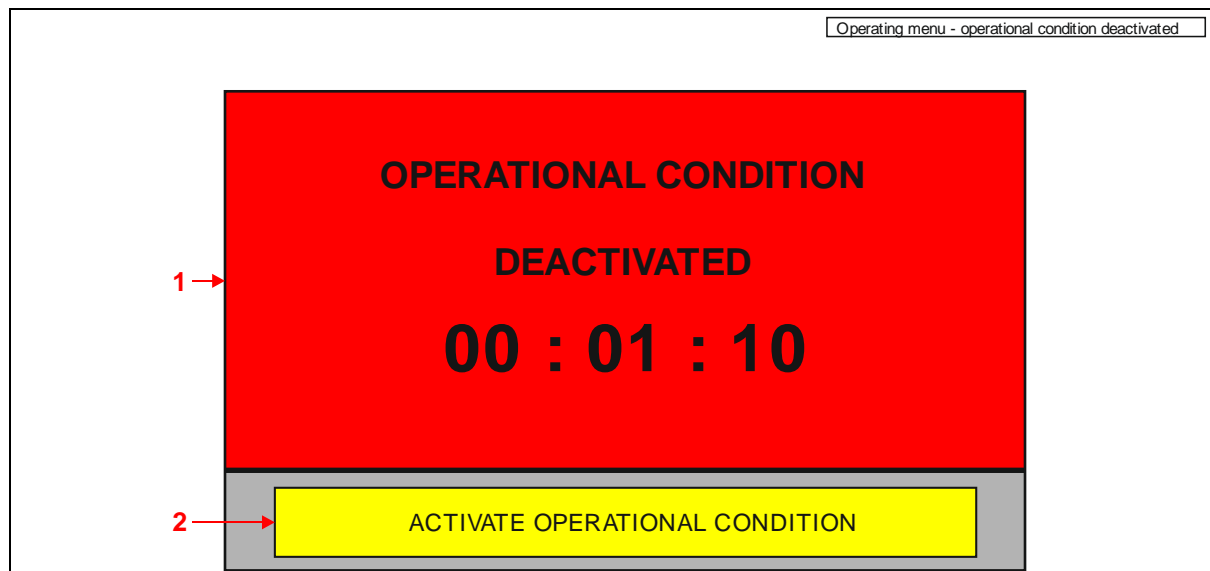 Operating menu - operational condition deactivated
OPERATIONAL CONDITION
DEACTIVATED
1
00 : 01 : 10
2
ACTIVATE OPERATIONAL CONDITION